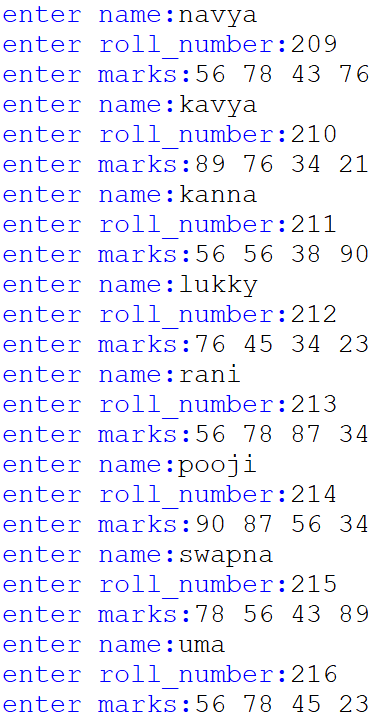 enter name:navya
enter roll_number:209
enter marks:56 78 43 76
enter name:kavya
enter roll_number:210
enter marks:89 76 34 21
enter name:kanna
enter roll_number:211
enter marks:56 56 38 90
enter name:lukky
enter roll_number:212
enter marks:76 45 34 23
enter name:rani
enter roll_number:213
enter marks:56 78 87 34
enter name:pooji
enter roll_number:214
enter marks:90 87 56 34
enter name:swapna
enter roll_number:215
enter marks:78 56 43 89
enter name:uma
enter roll_number:216
enter marks:56 78 45 23